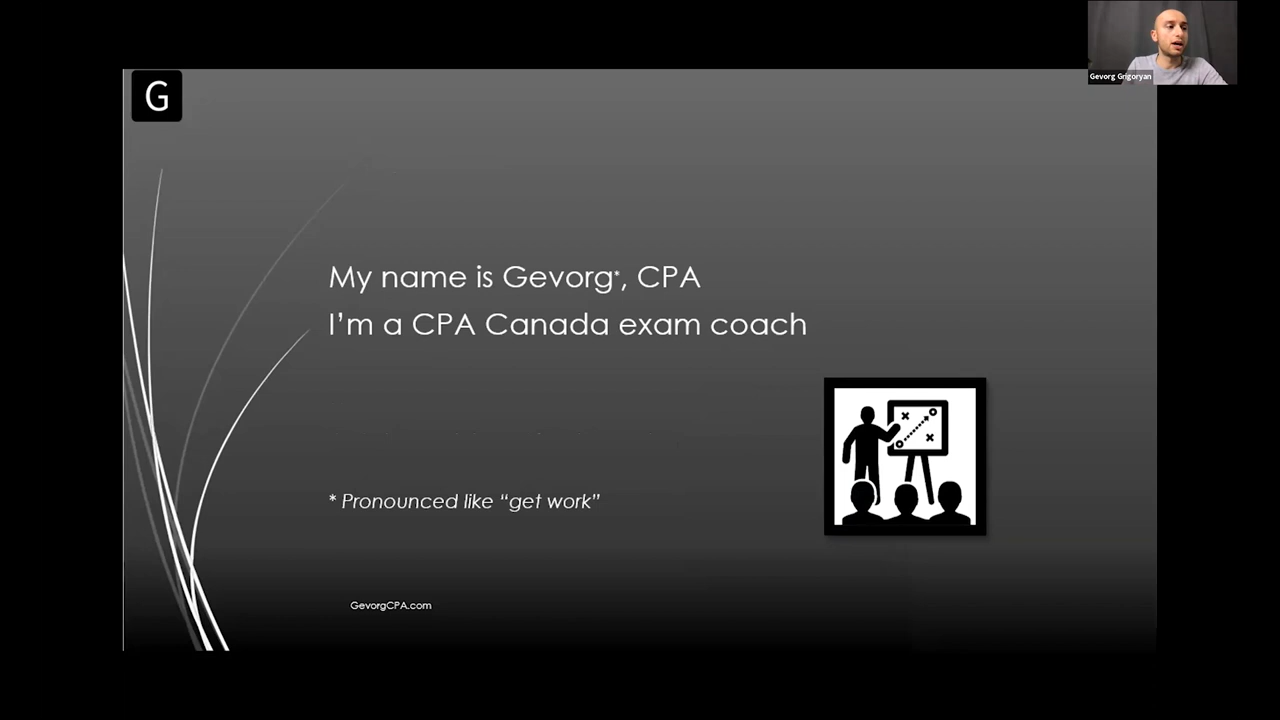 G
Gevorg Grigoryan
My name is Gevorg*, CPA
I'm a CPA Canada exam coach
* Pronounced like “get work”
GevorgCPA.com